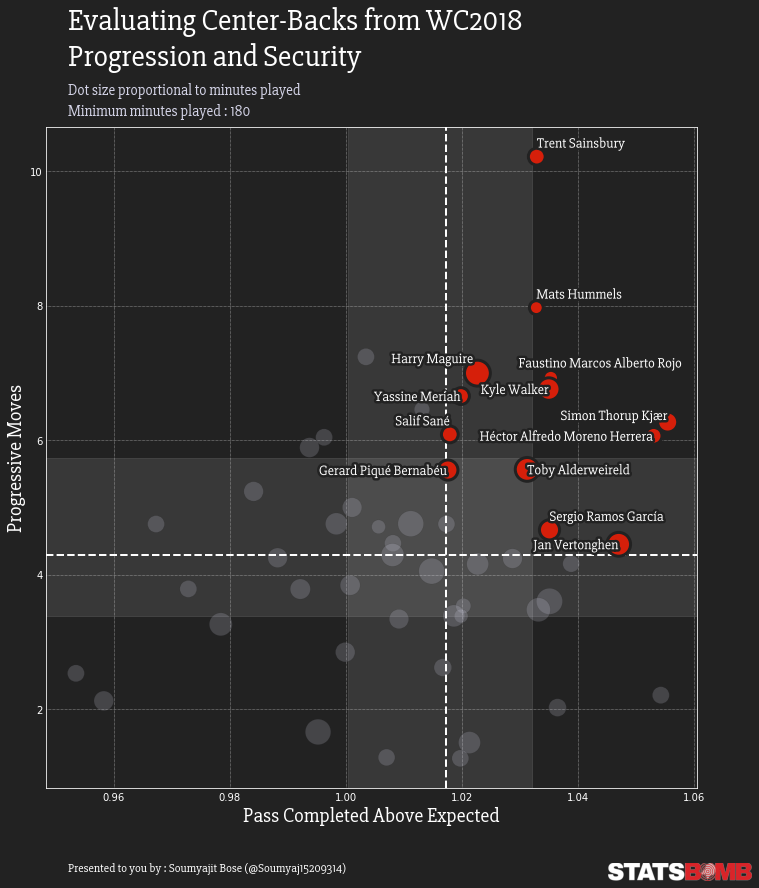 Evaluating Center-Backs from WC2018
Progression and Security
Dot size proportional to minutes played
Minimum minutes played : 180
Trent Sainsbury
10
Mats Hummels
8
Harry Maguire
Faustino Marcos Alberto Rojo
Kyle Walker
Yassine Meriah
Simon Thorup Kjær
Salif Sané
Héctor Alfredo Moreno Herrera
6
Gerard Piqué Bernabéu
Toby Alderweireld
Sergio Ramos García
Jan Vertonghen
4
2
Progressive Moves
0.96 0.98 1.00 1.02 1.04 1.06
Pass Completed Above Expected
Presented to you by : Soumyajit Bose (@Soumyaj15209314)
STATSBOMB